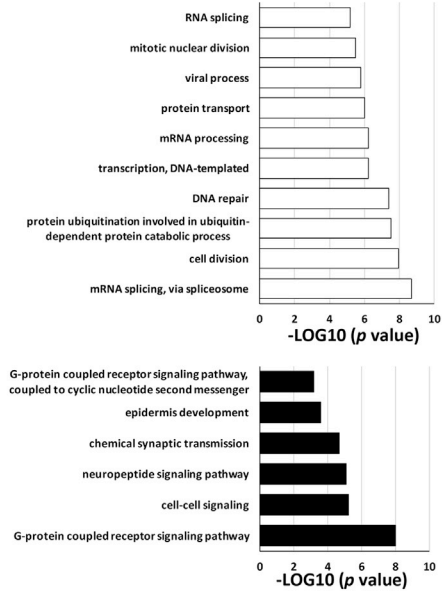 RNA splicing
mitotic nuclear division
viral process
protein transport
mRNA processing
transcription, DNA-templated
DNA repair
protein ubiquitination involved in ubiquitin-
dependent protein catabolic process
cell division
mRNA splicing, via spliceosome
0 2 4 6 8 10
-LOG10 (p value)
G-protein coupled receptor signaling pathway,
coupled to cyclic nucleotide second messenger
epidermis development
chemical synaptic transmission
neuropeptide signaling pathway
cell-cell signaling
G-protein coupled receptor signaling pathway
0 2 4 6 8 10
-LOG10 (p value)